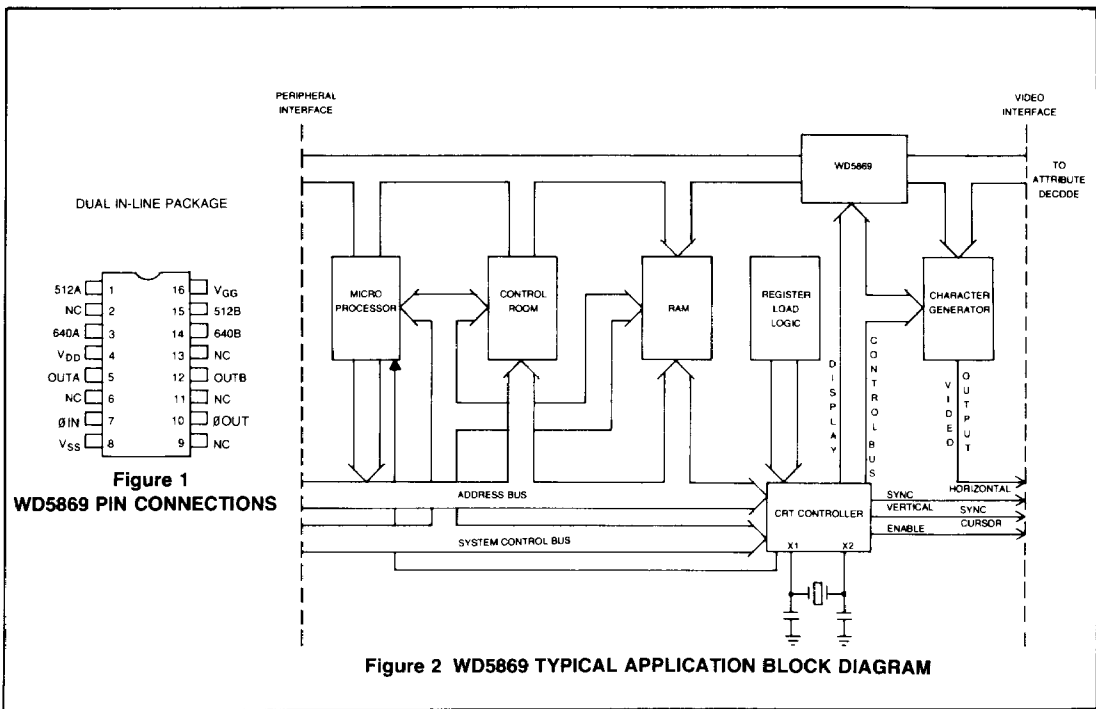 PERIPHERAL
INTERFACE
VIDEO
INTERFACE
WD5869
TO
ATTRIBUTE
DECODE
DUAL IN-LINE PACKAGE
512A 1 16 VGG
NC 2 15 512B
640A 3 14 640B
VDD 4 13 NC
OUTA 5 12 OUTB
NC 6 11 NC
ØIN 7 10 ØOUT
VSS 8 9 NC
Figure 1
WD5869 PIN CONNECTIONS
MICRO
PROCESSOR
CONTROL
ROOM
RAM
REGISTER
LOAD
LOGIC
CHARACTER
GENERATOR
DISPLAY
CONTROL BUS
VIDEO
OUTPUT
ADDRESS BUS
SYSTEM CONTROL BUS
CRT CONTROLLER
X1 X2
HORIZONTAL
SYNC
VERTICAL SYNC
CURSOR
ENABLE
Figure 2 WD5869 TYPICAL APPLICATION BLOCK DIAGRAM